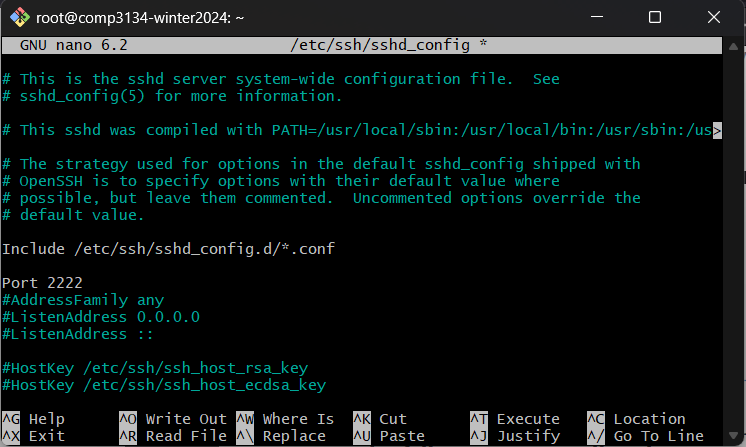 root@comp3134-winter2024: ~
GNU nano 6.2 /etc/ssh/sshd_config *
# This is the sshd server system-wide configuration file.  See
# sshd_config(5) for more information.
# This sshd was compiled with PATH=/usr/local/sbin:/usr/local/bin:/usr/sbin:/us>
# The strategy used for options in the default sshd_config shipped with
# OpenSSH is to specify options with their default value where
# possible, but leave them commented.  Uncommented options override the
# default value.
Include /etc/ssh/sshd_config.d/*.conf
Port 2222
#AddressFamily any
#ListenAddress 0.0.0.0
#ListenAddress ::
#HostKey /etc/ssh/ssh_host_rsa_key
#HostKey /etc/ssh/ssh_host_ecdsa_key
^G Help ^O Write Out ^W Where Is ^K Cut ^T Execute ^C Location
^X Exit ^R Read File ^\ Replace ^U Paste ^J Justify ^/ Go To Line